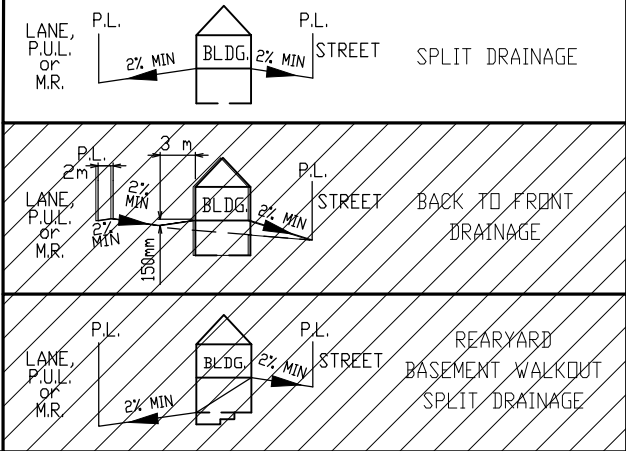 P.L.
P.L.
LANE,
P.U.L.
or
M.R.
2% MIN
BLDG.
2% MIN
STREET
SPLIT DRAINAGE
P.L.
2m
3 m
2%
MIN
P.L.
LANE,
P.U.L.
or
M.R.
2%
MIN
150mm
BLDG.
2% MIN
STREET
BACK TO FRONT
DRAINAGE
P.L.
P.L.
LANE,
P.U.L.
or
M.R.
2% MIN
BLDG.
2% MIN
STREET
REARYARD
BASEMENT WALKOUT
SPLIT DRAINAGE